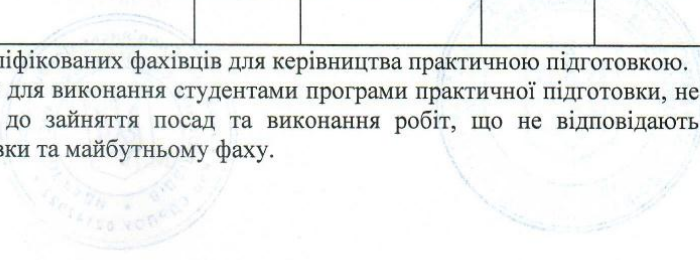 ліфікованих фахівців для керівництва практичною підготовкою.
для виконання студентами програми практичної підготовки, не
до зайняття посад та виконання робіт, що не відповідають
вки та майбутньому фаху.